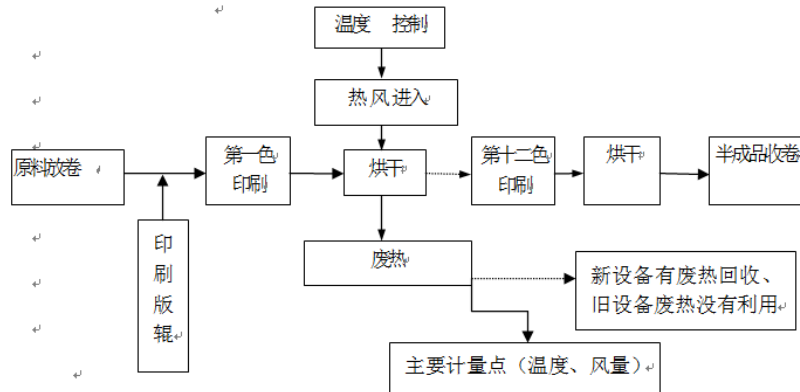 温度 控制
热风进入
原料放卷
第一色
印刷
烘干
第十二色
印刷
烘干
半成品收卷
印
刷
版
辊
废热
新设备有废热回收、
旧设备废热没有利用
主要计量点（温度、风量）